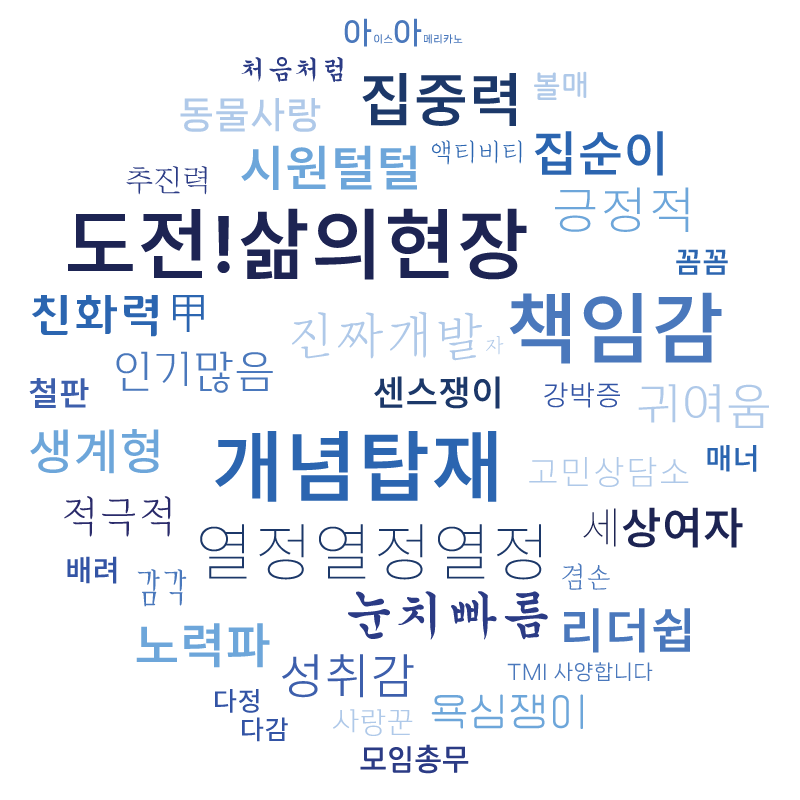 아이스아메리카노
처음처럼 집중력 볼매
동물사랑
시원털털 액티비티 집순이
추진력 긍정적
도전!삶의현장 꼼꼼
친화력 甲 진짜개발자 책임감
인기많음
철판 센스쟁이 강박증 귀여움
생계형 개념탑재 고민상담소 매너
적극적 열정열정열정 세상여자
배려 감각 겸손
눈치빠름 리더쉽
노력파 성취감 TMI 사양합니다
다정 사랑꾼 욕심쟁이
다감
모임총무